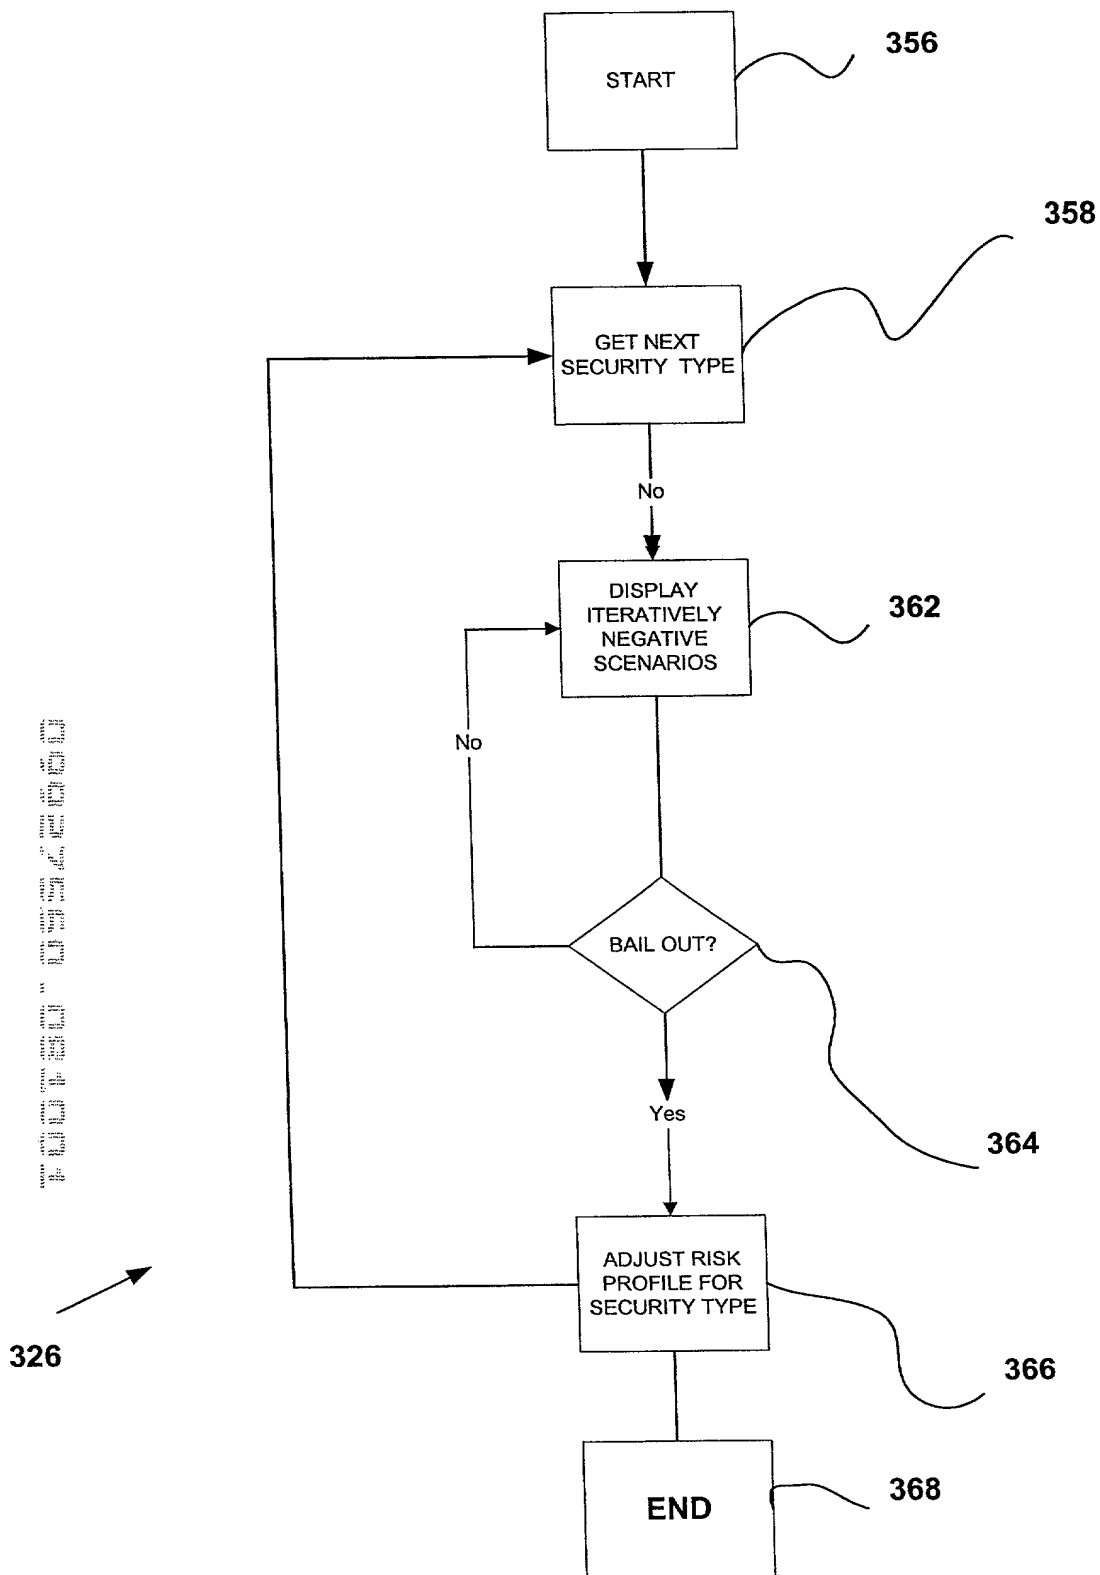 356
START
358
GET NEXT
SECURITY TYPE
No
DISPLAY
ITERATIVELY
NEGATIVE
SCENARIOS
362
No
BAIL OUT?
364
Yes
ADJUST RISK
PROFILE FOR
SECURITY TYPE
326
366
END
368